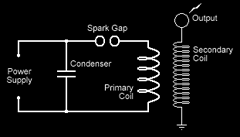 Output
Spark Gap
Secondary
Coil
Condenser
Power
Supply
Primary
Coil